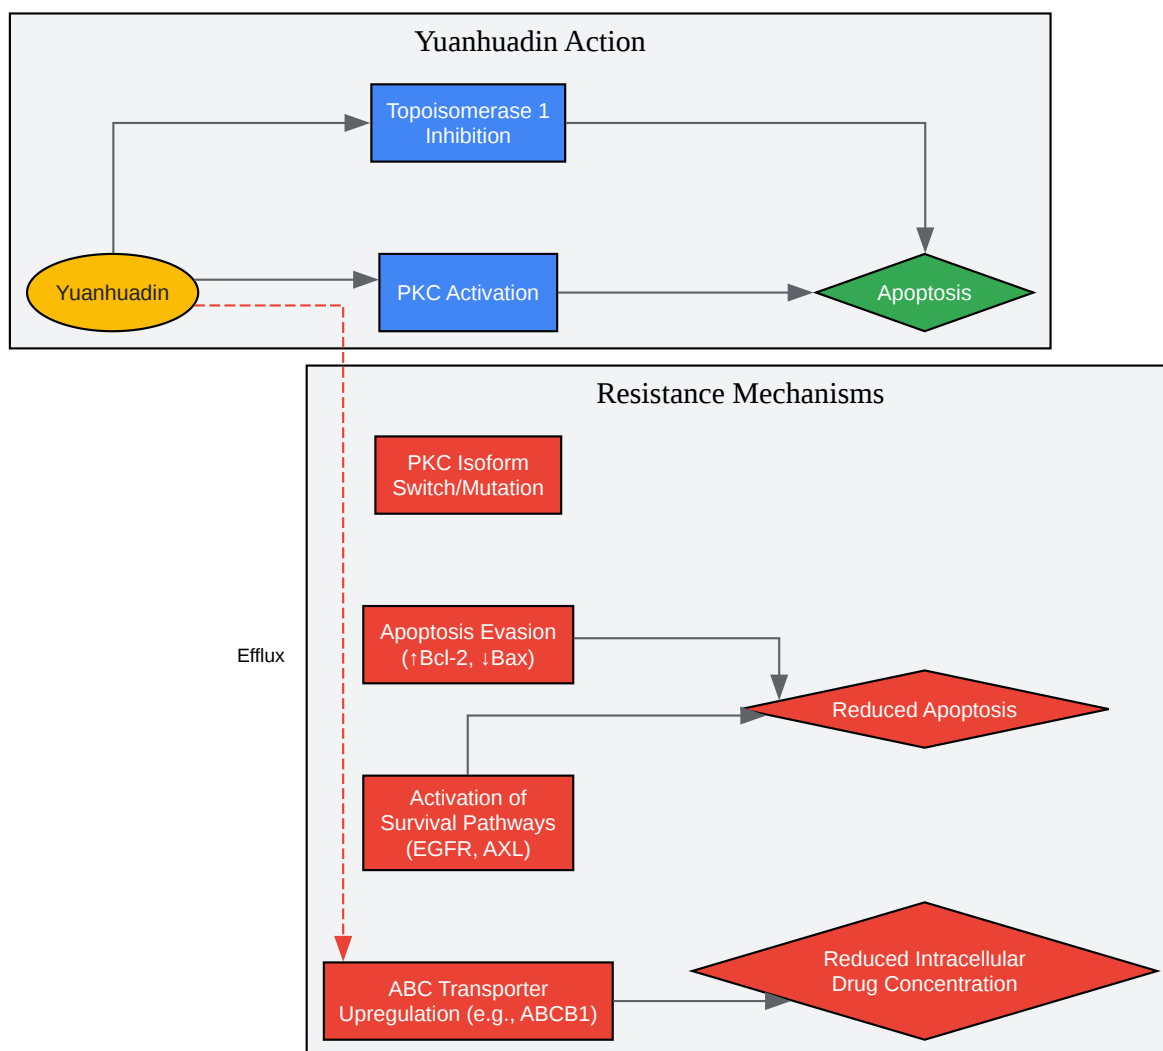 Yuanhuadin Action
Topoisomerase 1
Inhibition
Yuanhuadin
PKC Activation
Apoptosis
Resistance Mechanisms
PKC Isoform
Switch/Mutation
Efflux
Apoptosis Evasion
(↑Bcl-2, ↓Bax)
Reduced Apoptosis
Activation of
Survival Pathways
(EGFR, AXL)
ABC Transporter
Upregulation (e.g., ABCB1)
Reduced Intracellular
Drug Concentration